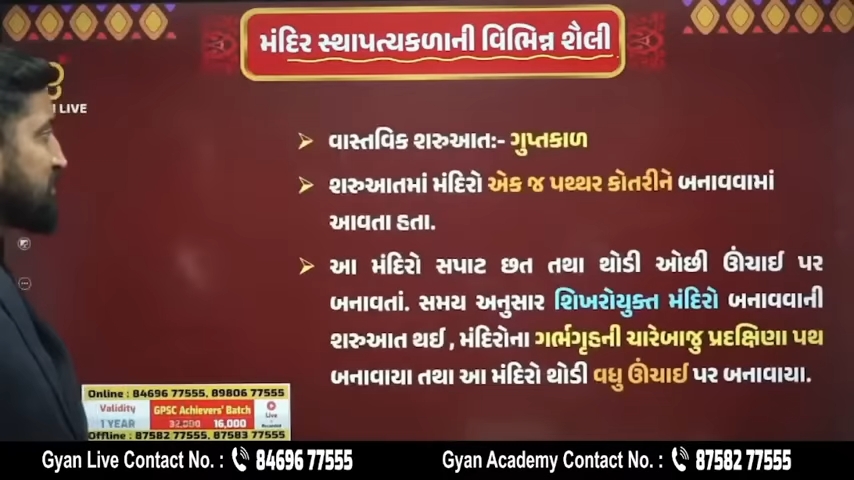 મંદિર સ્થાપત્યકળાની વિભિન્ન શૈલી
LIVE
વાસ્તવિક શરુઆતઃ- ગુપ્તકાળ
શરુઆતમાં મંદિરો એક જ પથ્થર કોતરીને બનાવવામાં
આવતા હતા.
આ મંદિરો સપાટ છત તથા થોડી ઓછી ઊંચાઈ પર
બનાવતાં. સમય અનુસાર શિખરોયુક્ત મંદિરો બનાવવાની
શરુઆત થઈ , મંદિરોના ગર્ભગૃહની ચારેબાજુ પ્રદક્ષિણા પથ
બનાવાયા તથા આ મંદિરો થોડી વધુ ઊંચાઈ પર બનાવાયા.
Online : 84696 77555, 89806 77555
Validity
1 YEAR
GPSC Achievers' Batch
32,000 16,000
Live
Offline : 87582 77555, 87583 77555
Gyan Live Contact No. : 84696 77555
Gyan Academy Contact No. : 87582 77555